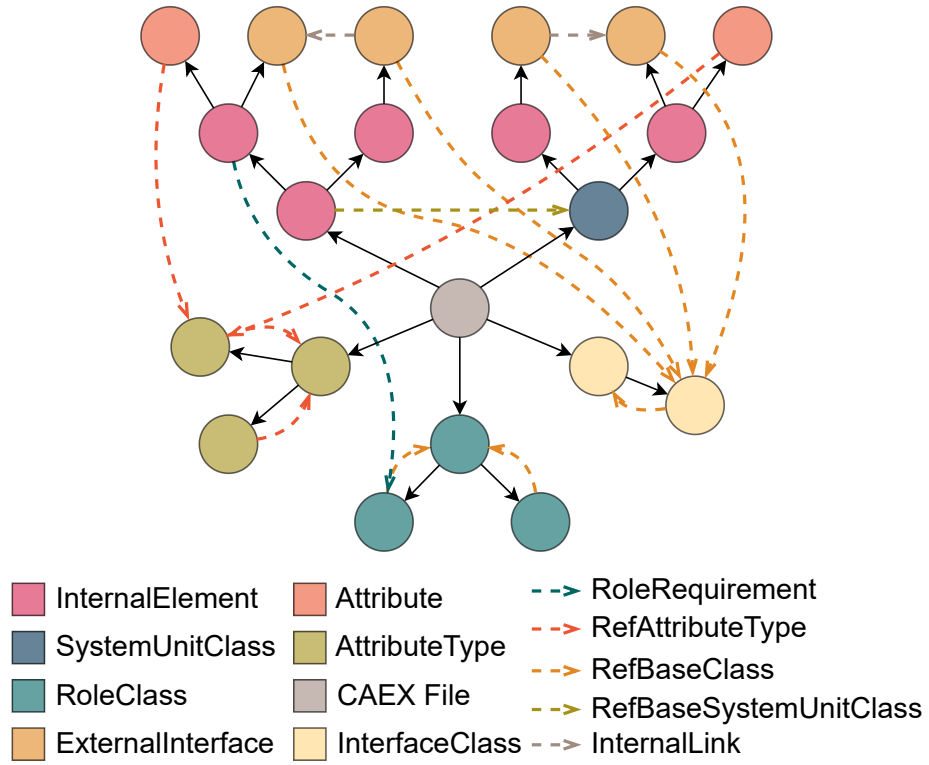 InternalElement
SystemUnitClass
RoleClass
ExternalInterface
Attribute
AttributeType
CAEX File
InterfaceClass
RoleRequirement
RefAttributeType
RefBaseClass
RefBaseSystemUnitClass
InternalLink